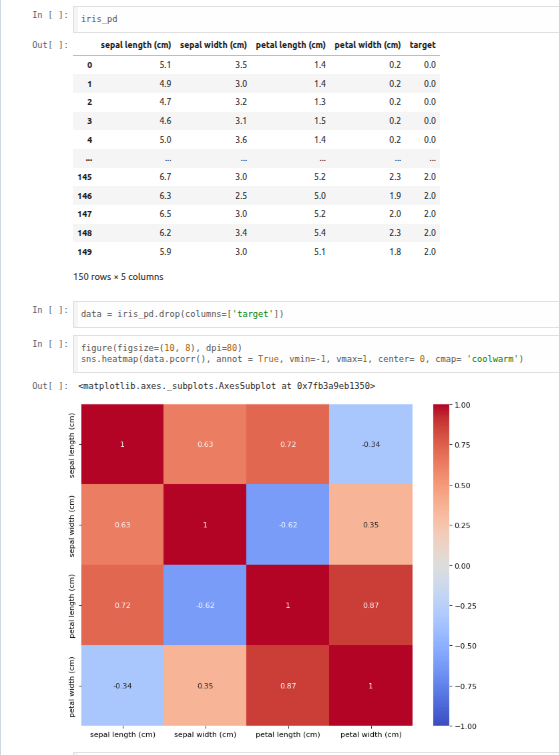 In [ ]: iris_pd
Out[ ]:
sepal length (cm) sepal width (cm) petal length (cm) petal width (cm) target
0 5.1 3.5 1.4 0.2 0.0
1 4.9 3.0 1.4 0.2 0.0
2 4.7 3.2 1.3 0.2 0.0
3 4.6 3.1 1.5 0.2 0.0
4 5.0 3.6 1.4 0.2 0.0
... ... ... ... ... ...
145 6.7 3.0 5.2 2.3 2.0
146 6.3 2.5 5.0 1.9 2.0
147 6.5 3.0 5.2 2.0 2.0
148 6.2 3.4 5.4 2.3 2.0
149 5.9 3.0 5.1 1.8 2.0
150 rows × 5 columns
In [ ]: data = iris_pd.drop(columns=['target'])
In [ ]: figure(figsize=(10, 8), dpi=80)
sns.heatmap(data.pcorr(), annot = True, vmin=-1, vmax=1, center= 0, cmap= 'coolwarm')
Out[ ]: <matplotlib.axes._subplots.AxesSubplot at 0x7fb3a9eb1350>
sepal length (cm) 1 0.63 0.72 -0.34
sepal width (cm) 0.63 1 -0.62 0.35
petal length (cm) 0.72 -0.62 1 0.87
petal width (cm) -0.34 0.35 0.87 1
sepal length (cm) sepal width (cm) petal length (cm) petal width (cm)
1.00
0.75
0.50
0.25
0.00
−0.25
−0.50
−0.75
−1.00